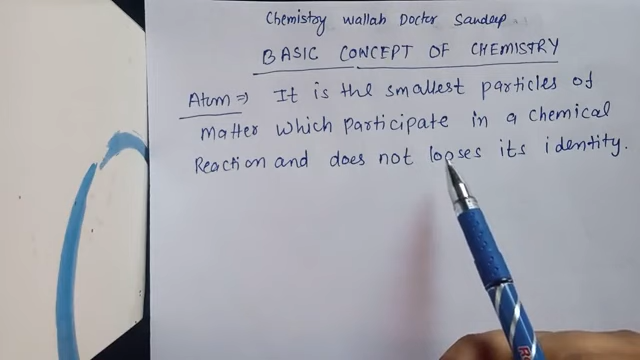 Chemistry Wallah Doctor Sandeep
BASIC CONCEPT OF CHEMISTRY
Atom => It is the smallest particles of
matter which participate in a chemical
Reaction and does not looses its identity.